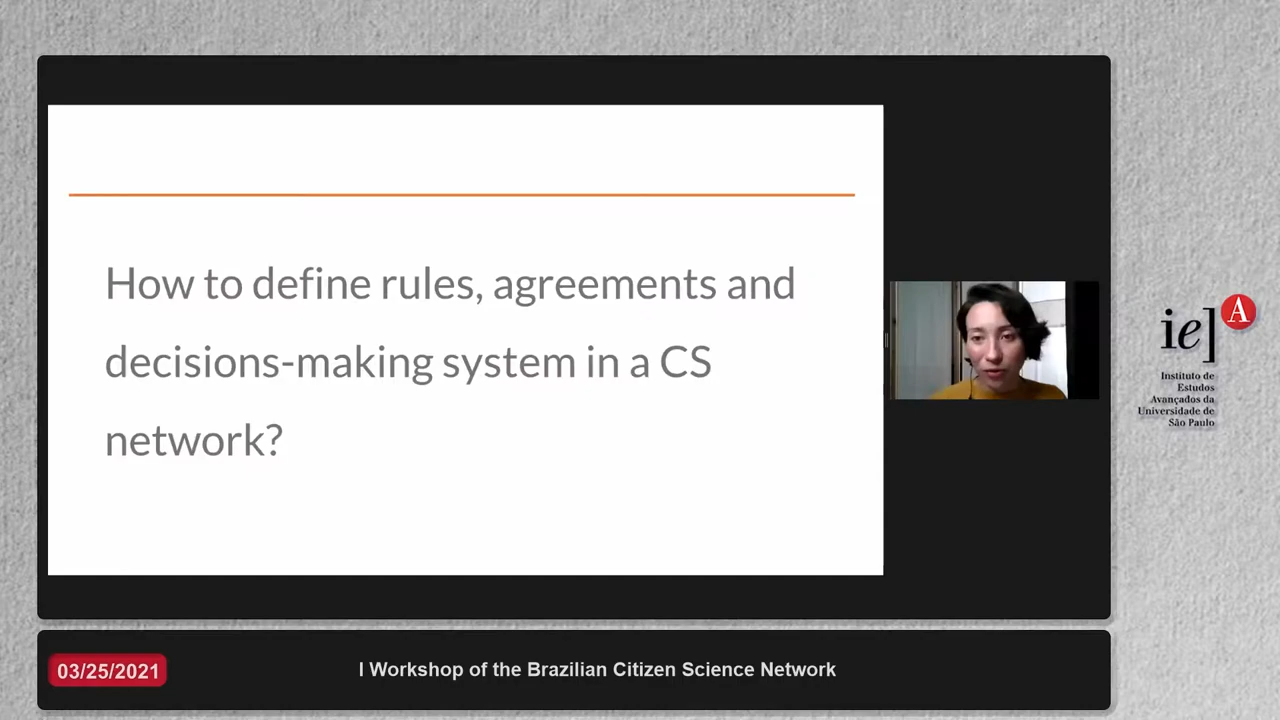 How to define rules, agreements and
decisions-making system in a CS
network?
ie]
A
Instituto de
Estudos
Avançados da
Universidade de
São Paulo
03/25/2021
I Workshop of the Brazilian Citizen Science Network